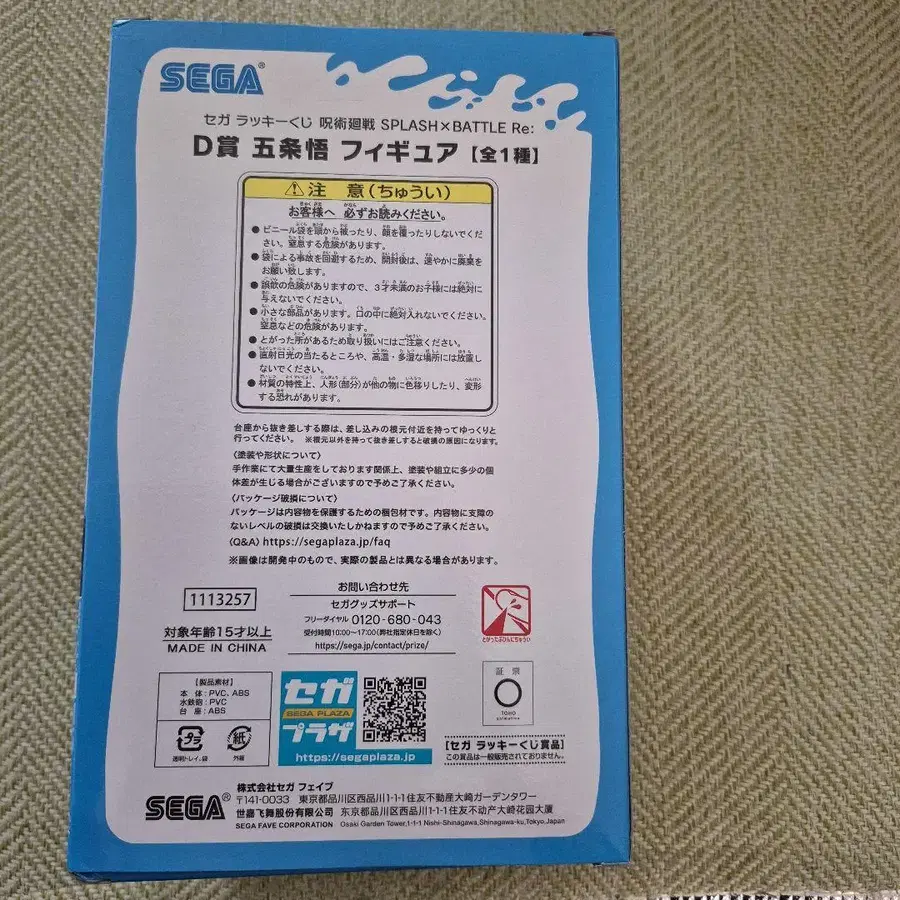 SEGA®
セガ ラッキーくじ 呪術廻戦 SPLASH×BATTLE Re:
D賞 五条悟 フィギュア【全1種】
⚠注 意(ちゅうい)
お客様へ 必ずお読みください。
●ビニール袋を頭から被ったり、顔を覆ったりしないでくだ
さい。窒息する危険があります。
●袋による事故を回避するため、開封後は、速やかに廃棄を
お願い致します。
●誤飲の危険がありますので、3才未満のお子様には絶対に
与えないでください。
●小さな部品があります。口の中に絶対入れないでください。
窒息などの危険があります。
●とがった所があるため取り扱いにはご注意ください。
●直射日光の当たるところや、高温・多湿な場所には放置し
ないでください。
●材質の特性上、人形(部分)が他の物に色移りしたり、変形
する恐れがあります。
台座から抜き差しする際は、差し込みの根元付近を持ってゆっくりと
行ってください。 ※根元以外を持って抜き差しすると破損の原因になります。
〈塗装や形状について〉
手作業にて大量生産をしております関係上、塗装や組立に多少の個
体差が生じる場合がございますので予めご了承ください。
〈パッケージ破損について〉
パッケージは内容物を保護するための梱包材です。内容物に支障の
ないレベルの破損は交換いたしかねますので予めご了承ください。
〈Q&A〉https://segaplaza.jp/faq
※画像は開発中のもので、実際の製品とは異なる場合があります。
1113257
対象年齢15才以上
MADE IN CHINA
お問い合わせ先
セガグッズサポート
フリーダイヤル 0120-680-043
受付時間10:00~17:00(弊社指定休日を除く)
https://sega.jp/contact/prize/
とがったぶひんにちゅうい
【製品素材】
本 体:PVC、ABS
水鉄砲:PVC
台 座:ABS
プラ
透明トレイ、袋
紙
外箱
セガ
SEGA PLAZA
プラザ
https://segaplaza.jp
証 票
TOHO
animation
【セガ ラッキーくじ賞品】
この賞品は一般販売されておりません。
SEGA®
株式会社セガ フェイブ
〒141-0033 東京都品川区西品川1-1-1住友不動産大崎ガーデンタワー
世嘉飞舞股份有限公司 东京都品川区西品川1-1-1住友不动产大崎花园大厦
SEGA FAVE CORPORATION Osaki Garden Tower,1-1-1 Nishi-Shinagawa,Shinagawa-ku,Tokyo,Japan